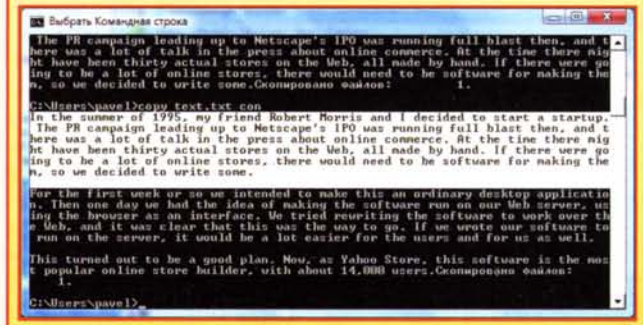 Выбрать Командная строка
The PR campaign leading up to Netscape's IPO was running full blast then, and t
here was a lot of talk in the press about online commerce. At the time there mig
ht have been thirty actual stores on the Web, all made by hand. If there were go
ing to be a lot of online stores, there would need to be software for making the
m, so we decided to write some.Скопировано файлов:         1.
C:\Users\pavel>copy text.txt con
In the summer of 1995, my friend Robert Morris and I decided to start a startup.
The PR campaign leading up to Netscape's IPO was running full blast then, and t
here was a lot of talk in the press about online commerce. At the time there mig
ht have been thirty actual stores on the Web, all made by hand. If there were go
ing to be a lot of online stores, there would need to be software for making the
m, so we decided to write some.
For the first week or so we intended to make this an ordinary desktop applicatio
n. Then one day we had the idea of making the software run on our Web server, us
ing the browser as an interface. We tried rewriting the software to work over th
e Web, and it was clear that this was the way to go. If we wrote our software to
run on the server, it would be a lot easier for the users and for us as well.
This turned out to be a good plan. Now, as Yahoo Store, this software is the mos
t popular online store builder, with about 14,000 users.Скопировано файлов:
1.
C:\Users\pavel>_